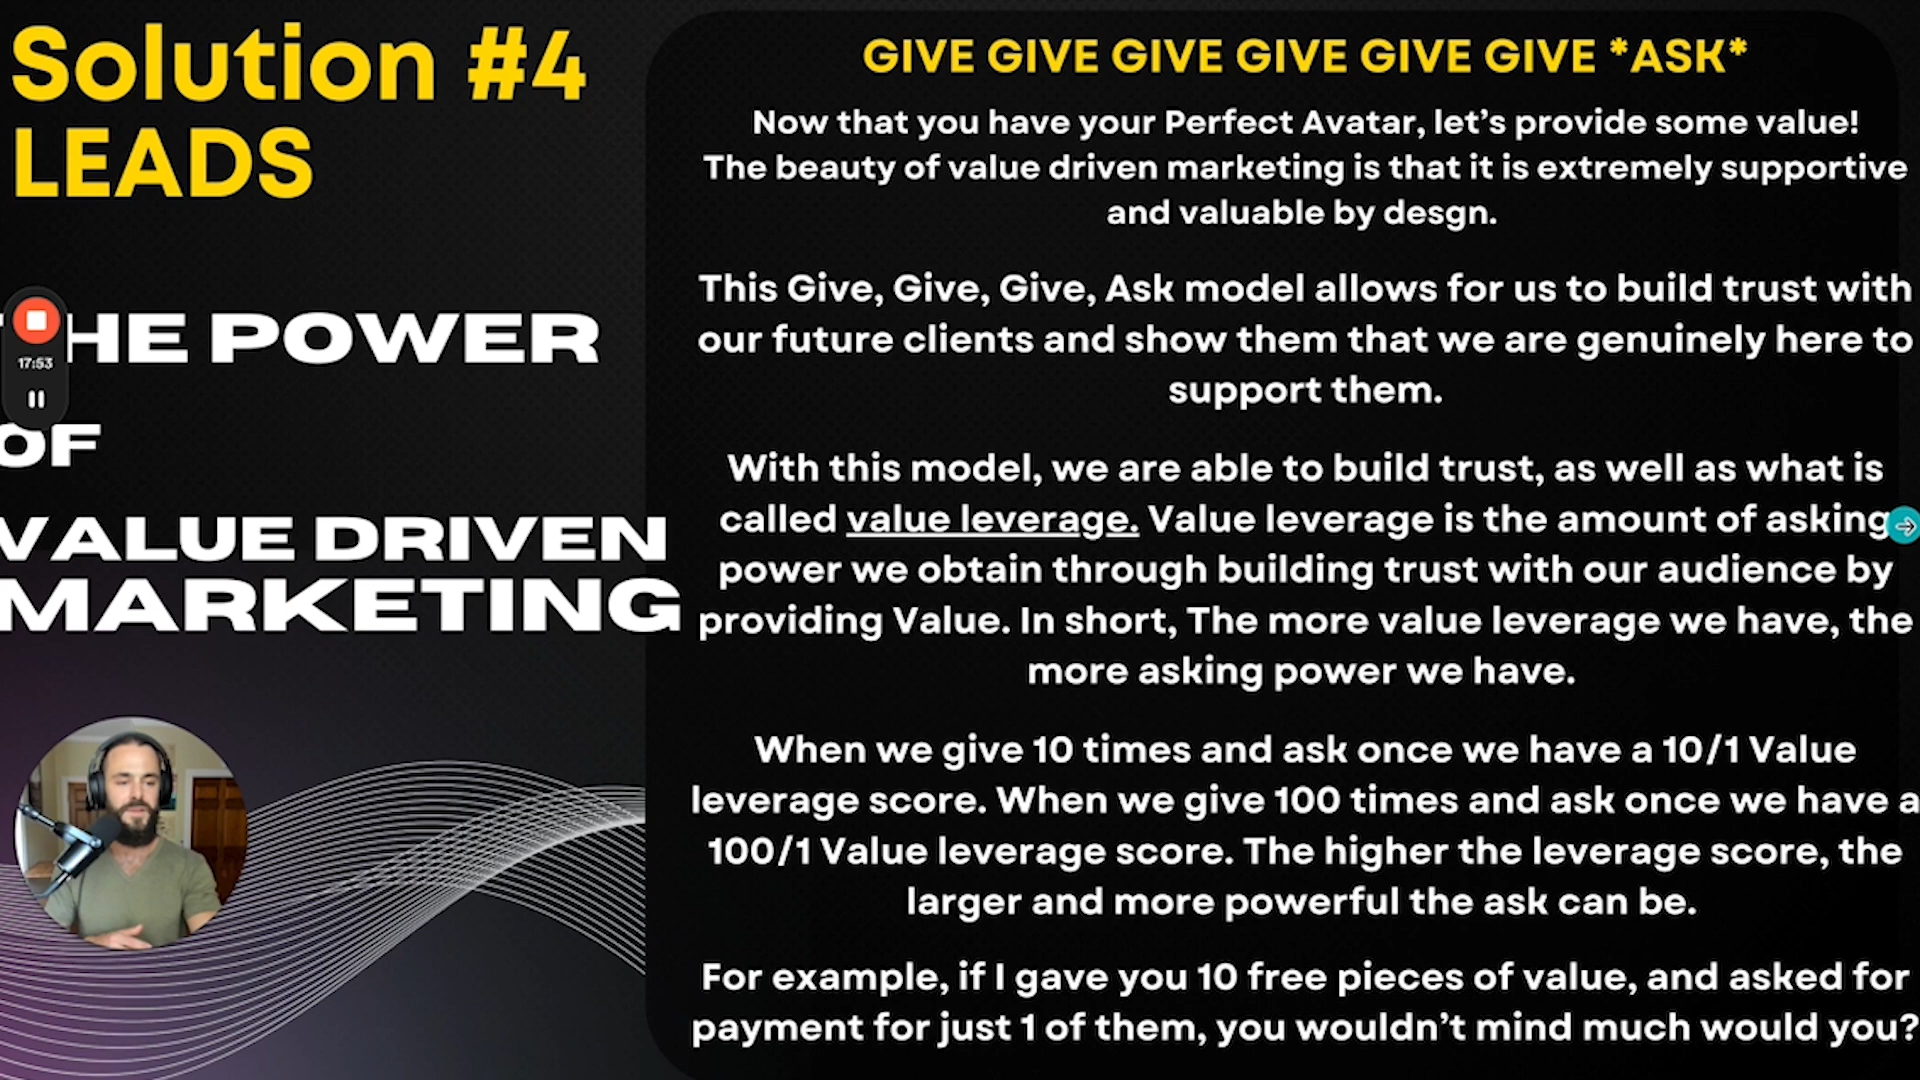 Solution #4
LEADS
THE POWER
17:53
OF
VALUE DRIVEN
MARKETING
GIVE GIVE GIVE GIVE GIVE GIVE *ASK*
Now that you have your Perfect Avatar, let’s provide some value!
The beauty of value driven marketing is that it is extremely supportive
and valuable by desgn.
This Give, Give, Give, Ask model allows for us to build trust with
our future clients and show them that we are genuinely here to
support them.
With this model, we are able to build trust, as well as what is
called value leverage. Value leverage is the amount of asking
power we obtain through building trust with our audience by
providing Value. In short, The more value leverage we have, the
more asking power we have.
When we give 10 times and ask once we have a 10/1 Value
leverage score. When we give 100 times and ask once we have a
100/1 Value leverage score. The higher the leverage score, the
larger and more powerful the ask can be.
For example, if I gave you 10 free pieces of value, and asked for
payment for just 1 of them, you wouldn’t mind much would you?